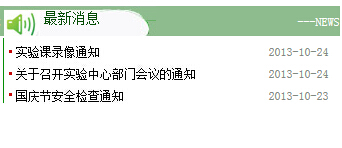 最新消息 ---NEWS
实验课录像通知 2013-10-24
关于召开实验中心部门会议的通知 2013-10-24
国庆节安全检查通知 2013-10-23